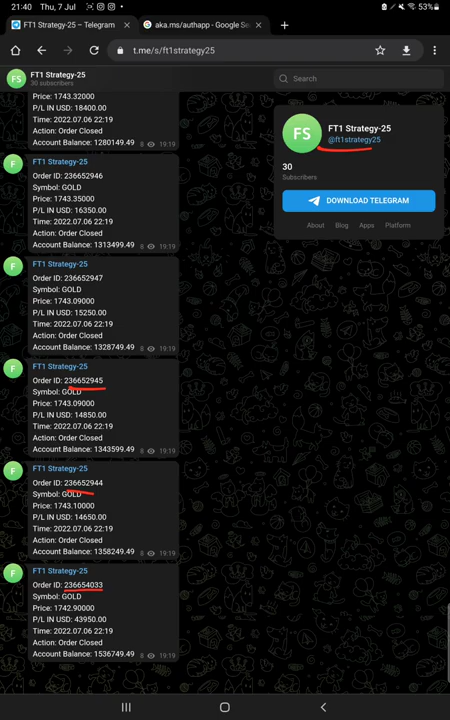 21:40 Thu, 7 Jul 53%
FT1 Strategy-25 – Telegram
aka.ms/authapp - Google Se
t.me/s/ft1strategy25
FS
FT1 Strategy-25
30 subscribers
Search
Price: 1743.32000
P/L IN USD: 18400.00
Time: 2022.07.06 22:19
Action: Order Closed
Account Balance: 1280149.49 8 19:19
F
FT1 Strategy-25
Order ID: 236652946
Symbol: GOLD
Price: 1743.35000
P/L IN USD: 16350.00
Time: 2022.07.06 22:19
Action: Order Closed
Account Balance: 1313499.49 8 19:19
F
FT1 Strategy-25
Order ID: 236652947
Symbol: GOLD
Price: 1743.09000
P/L IN USD: 15250.00
Time: 2022.07.06 22:19
Action: Order Closed
Account Balance: 1328749.49 8 19:19
F
FT1 Strategy-25
Order ID: 236652945
Symbol: GOLD
Price: 1743.09000
P/L IN USD: 14850.00
Time: 2022.07.06 22:19
Action: Order Closed
Account Balance: 1343599.49 8 19:19
F
FT1 Strategy-25
Order ID: 236652944
Symbol: GOLD
Price: 1743.10000
P/L IN USD: 14650.00
Time: 2022.07.06 22:19
Action: Order Closed
Account Balance: 1358249.49 8 19:19
F
FT1 Strategy-25
Order ID: 236654033
Symbol: GOLD
Price: 1742.90000
P/L IN USD: 43950.00
Time: 2022.07.06 22:19
Action: Order Closed
Account Balance: 1536749.49 8 19:19
FS
FT1 Strategy-25
@ft1strategy25
30
Subscribers
DOWNLOAD TELEGRAM
About Blog Apps Platform